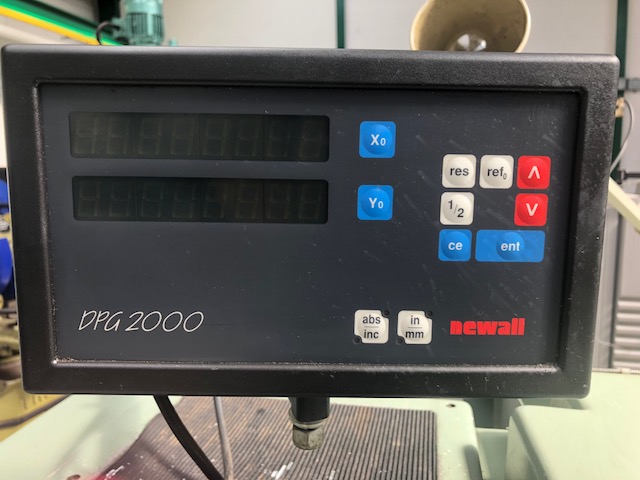 X0
Y0
res ref0
1/2
ce ent
DPG 2000
abs
inc
in
mm
newall